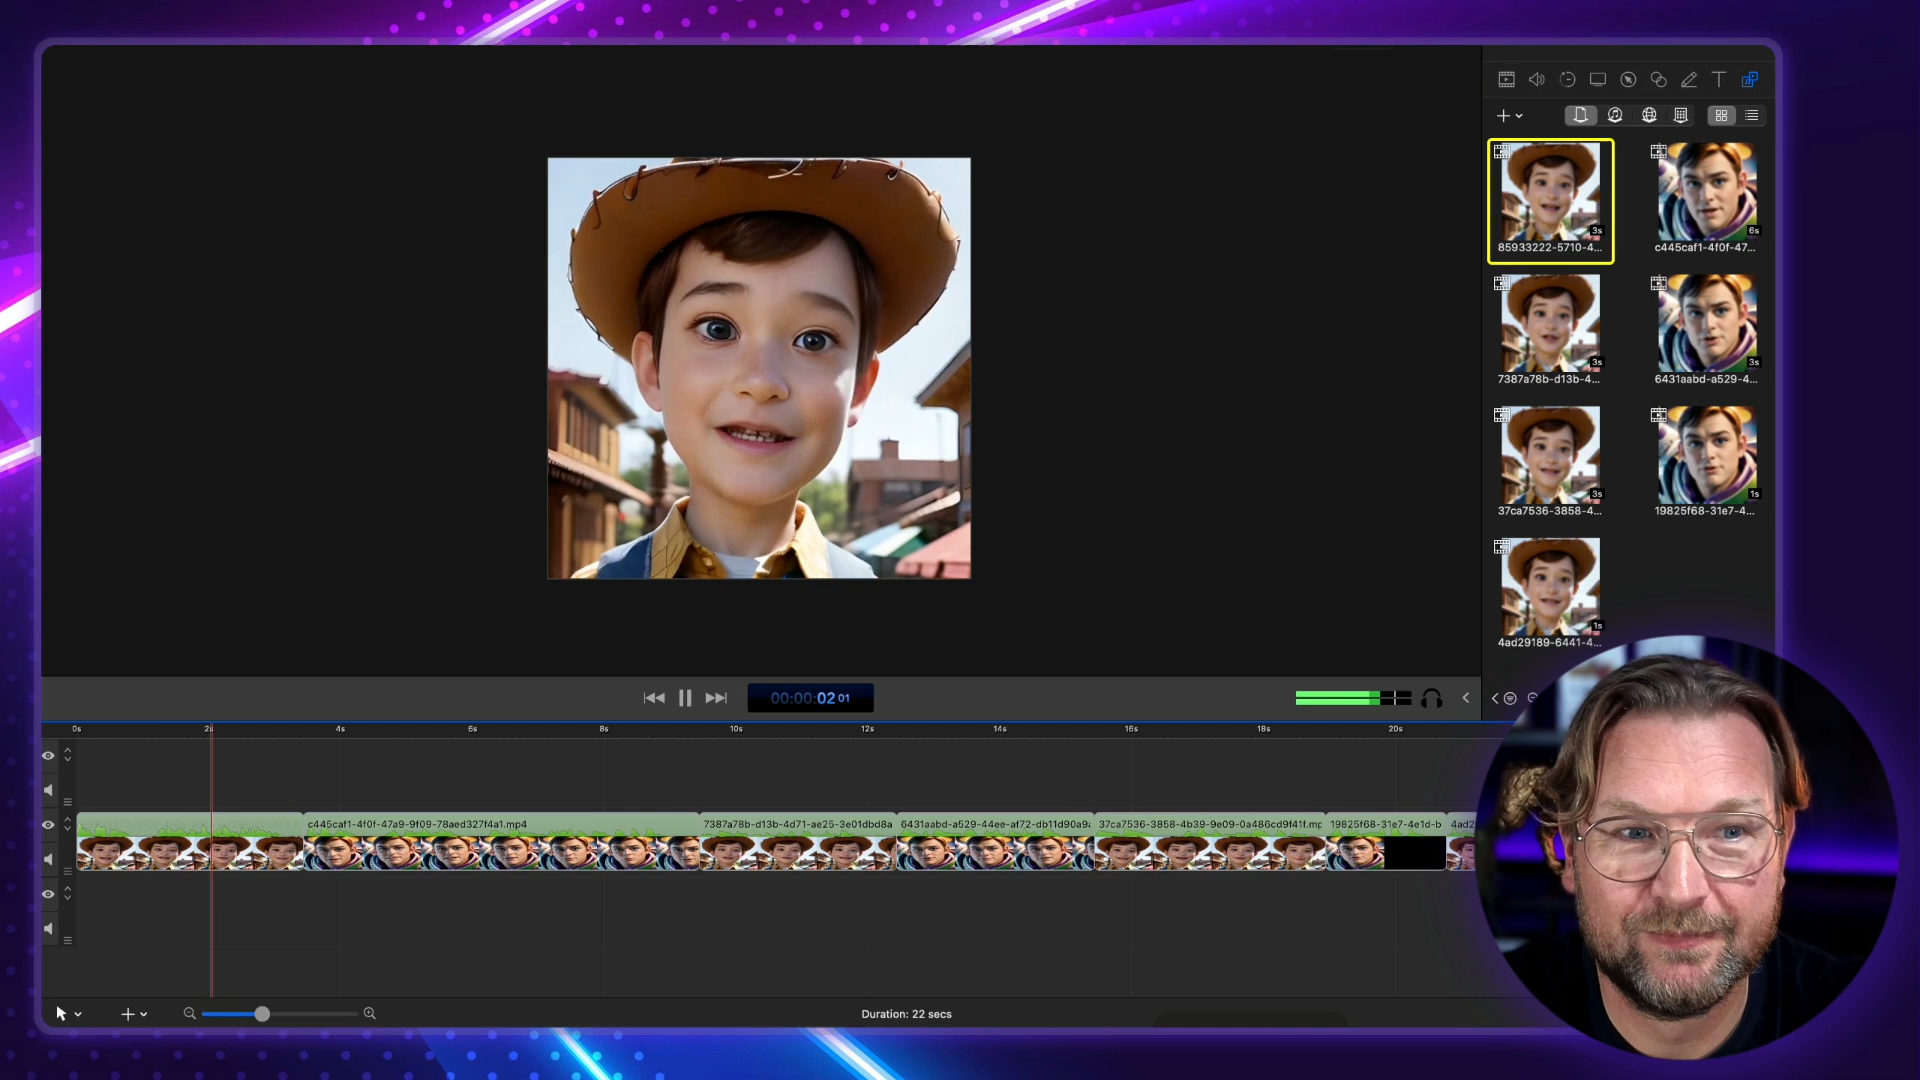 3s
85933222-5710-4...
6s
c445caf1-4f0f-47...
3s
7387a78b-d13b-4...
3s
6431aabd-a529-4...
3s
37ca7536-3858-4...
1s
19825f68-31e7-4...
1s
4ad29189-6441-4...
00:00:02 01
0s 2s 4s 6s 8s 10s 12s 14s 16s 18s 20s
c445caf1-4f0f-47a9-9f09-78aed327f4a1.mp4
7387a78b-d13b-4d71-ae25-3e01dbd8a
6431aabd-a529-44ee-af72-db11d90a9
37ca7536-3858-4b39-9e09-0a486cd9f41f.mp
19825f68-31e7-4e1d-b
4ad2
Duration: 22 secs